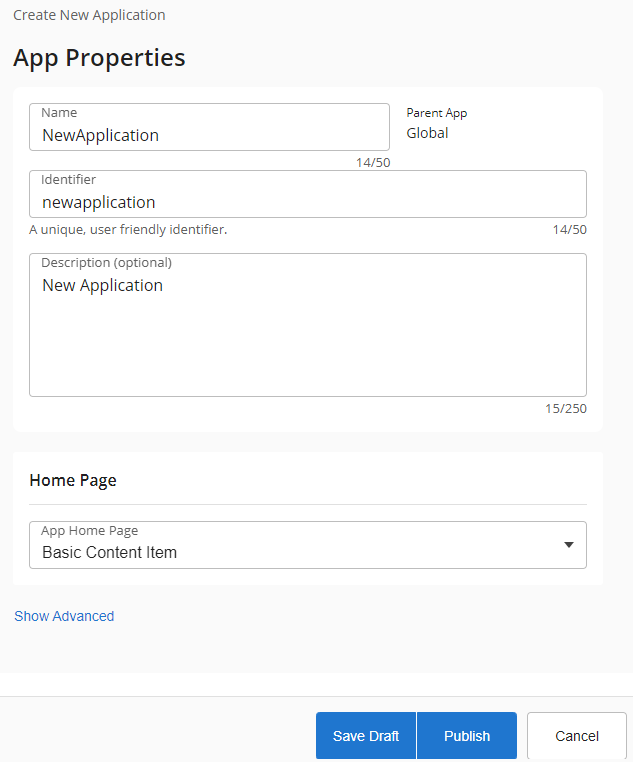 Create New Application
App Properties
Name
NewApplication
14/50
Parent App
Global
Identifier
newapplication
A unique, user friendly identifier.
14/50
Description (optional)
New Application
15/250
Home Page
App Home Page
Basic Content Item
Show Advanced
Save Draft
Publish
Cancel